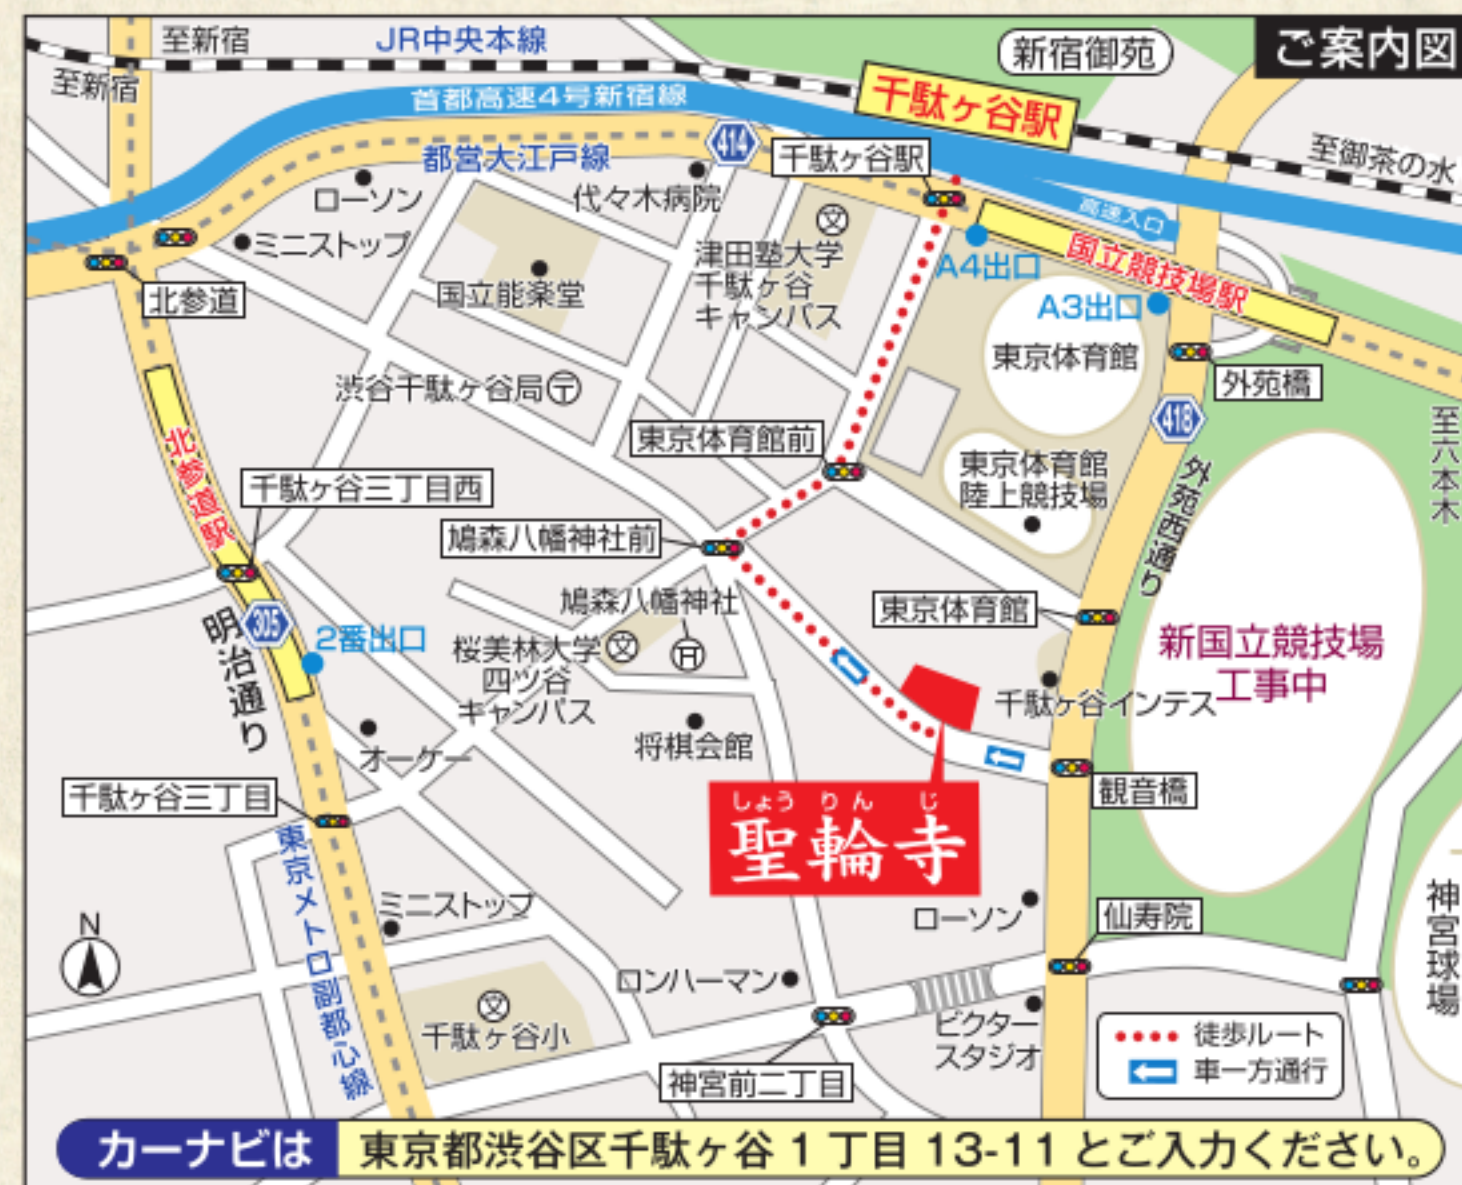 ご案内図
至新宿
JR中央本線
新宿御苑
至新宿
首都高速4号新宿線
千駄ヶ谷駅
至御茶の水
414
千駄ヶ谷駅
都営大江戸線
ローソン
代々木病院
文
高速入口
ミニストップ
津田塾大学
千駄ヶ谷
キャンパス
A4出口
国立競技場駅
北参道
国立能楽堂
A3出口
東京体育館
外苑橋
渋谷千駄ヶ谷局
〒
418
至六本木
北参道駅
東京体育館前
東京体育館
陸上競技場
外苑西通り
千駄ヶ谷三丁目西
鳩森八幡神社前
鳩森八幡神社
東京体育館
305
明治通り
2番出口
桜美林大学
四ツ谷
キャンパス
文
新国立競技場
工事中
千駄ヶ谷インテス
将棋会館
オーケー
観音橋
千駄ヶ谷三丁目
しょうりんじ
聖輪寺
東京メトロ副都心線
ミニストップ
ローソン
仙寿院
神宮球場
N
ロンハーマン
文
千駄ヶ谷小
ビクター
スタジオ
神宮前二丁目
徒歩ルート
車一方通行
カーナビは 東京都渋谷区千駄ヶ谷1丁目13-11とご入力ください。